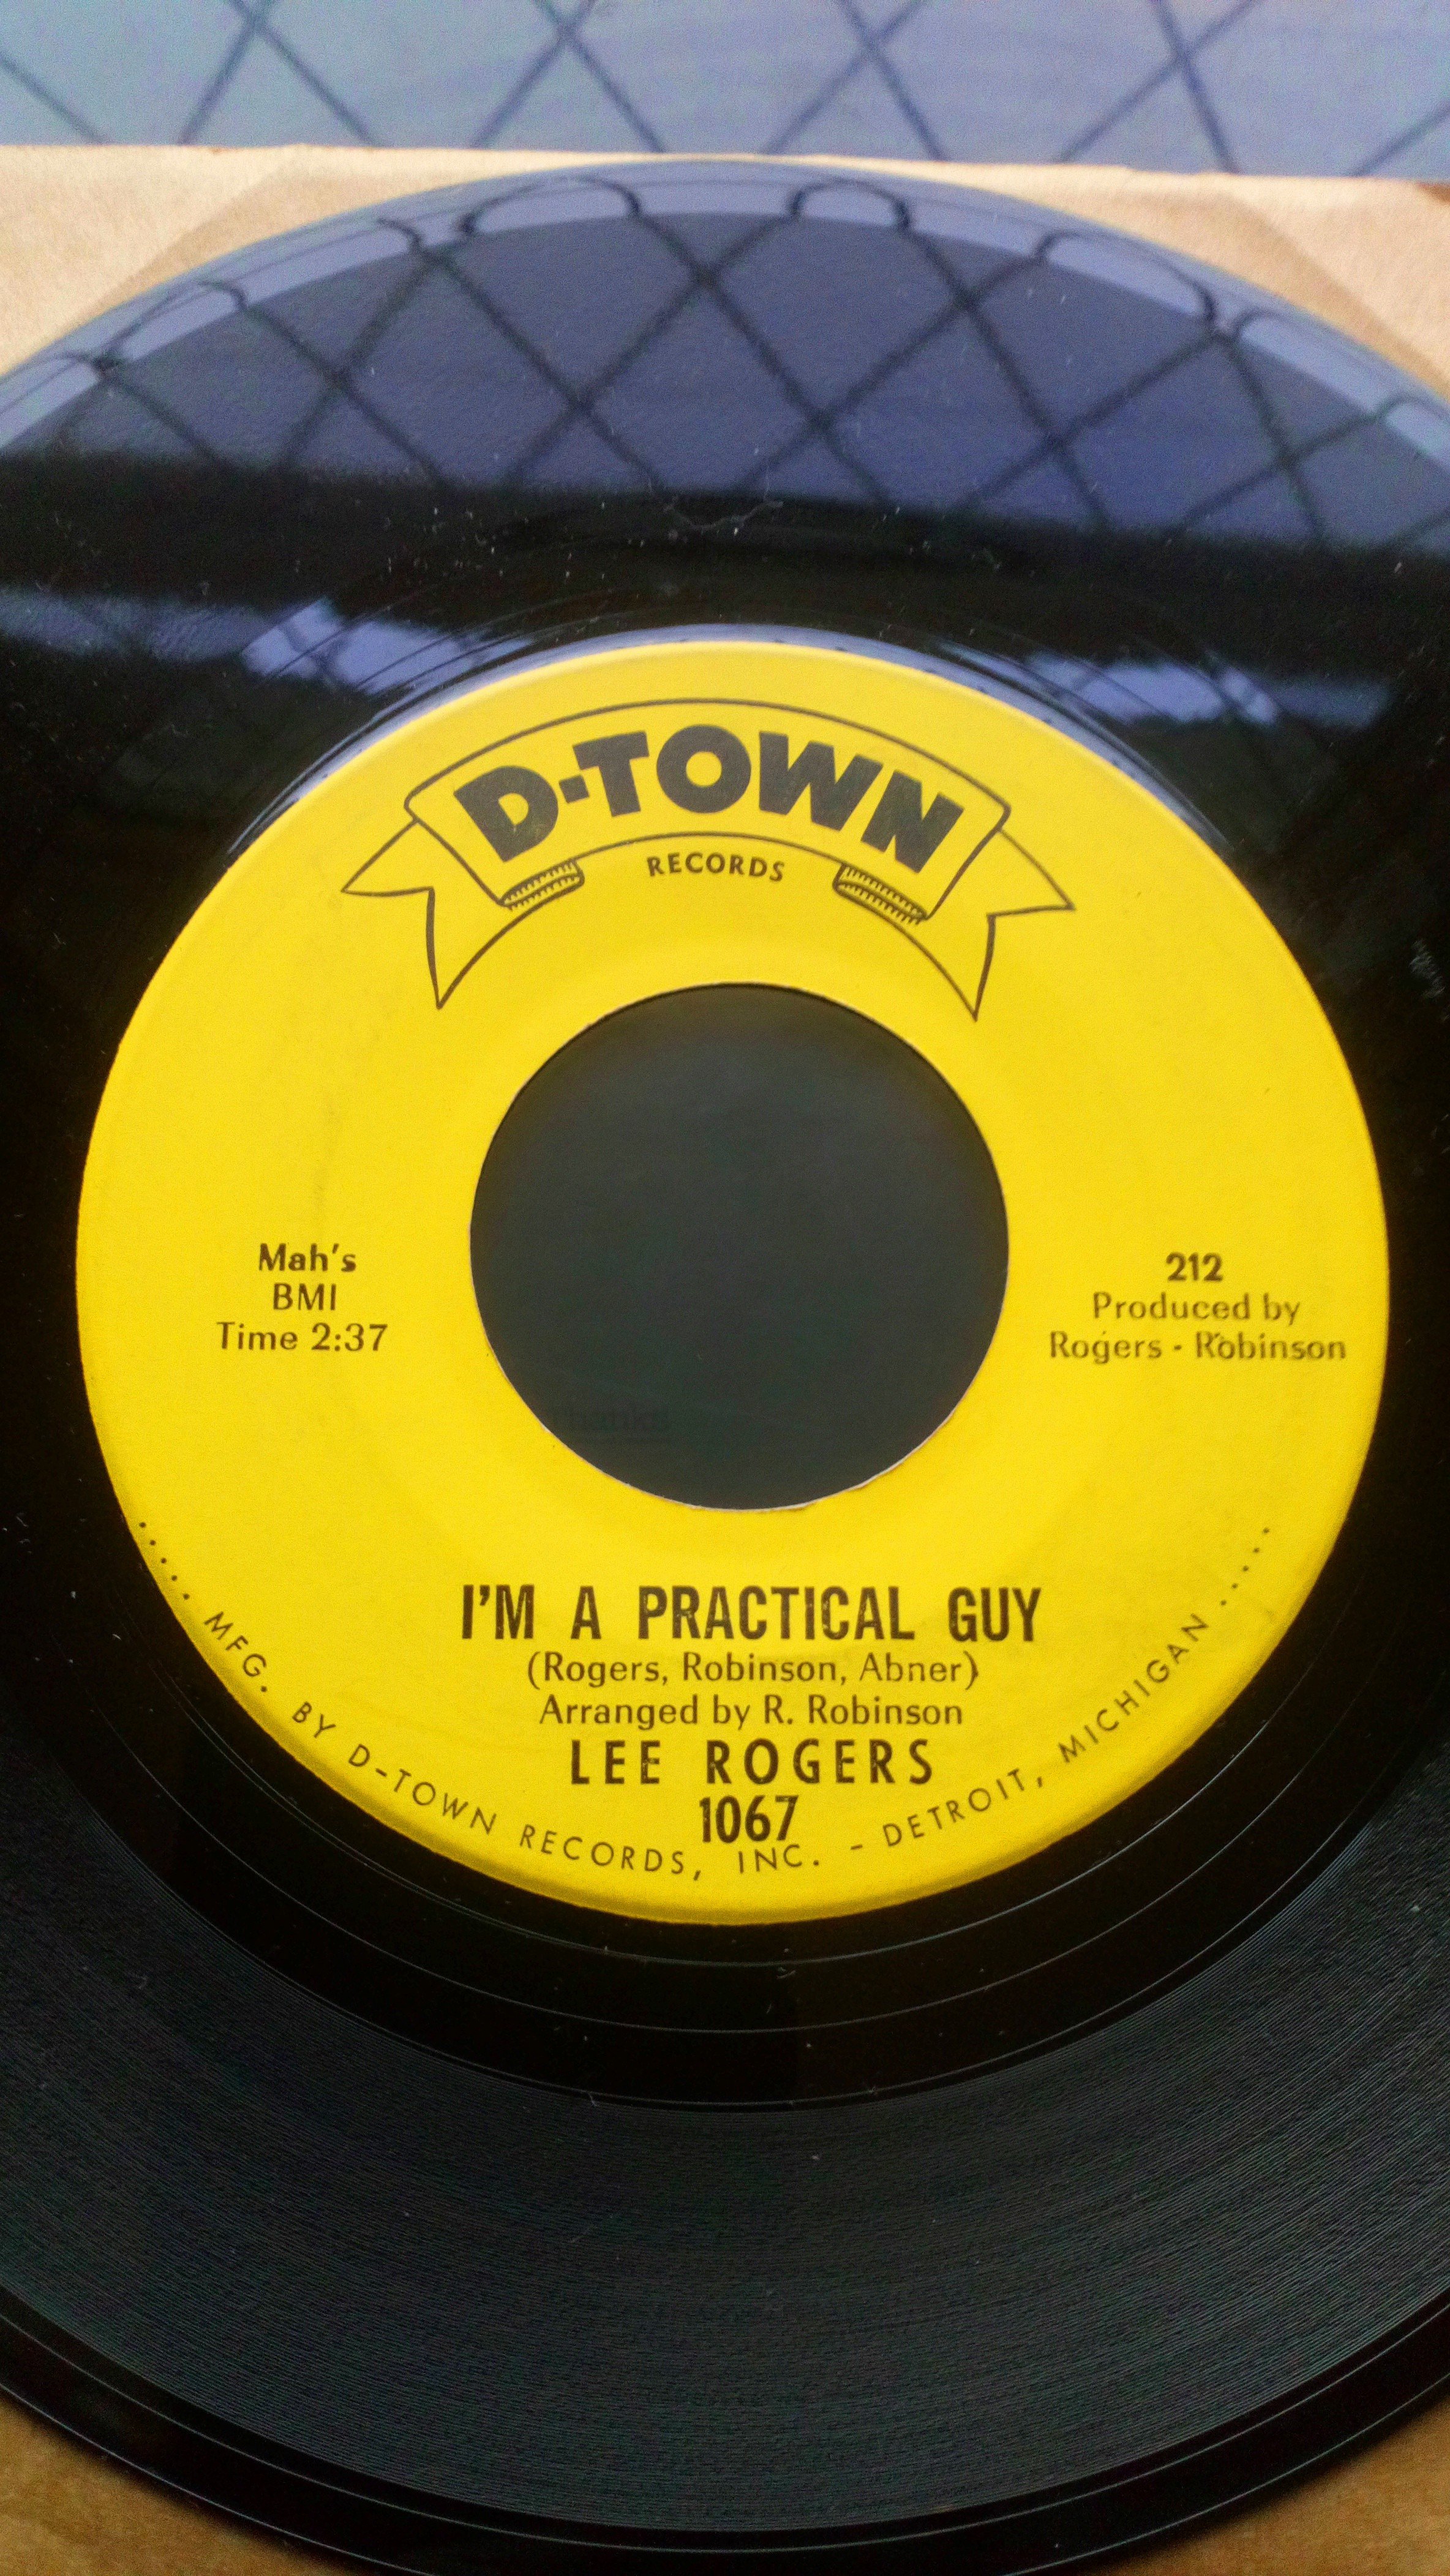 D-TOWN
RECORDS
Mah's
BMI
Time 2:37
212
Produced by
Rogers - Robinson
Thanks
I'M A PRACTICAL GUY
(Rogers, Robinson, Abner)
Arranged by R. Robinson
LEE ROGERS
1067
..... MFG. BY D-TOWN RECORDS, INC. - DETROIT, MICHIGAN .....